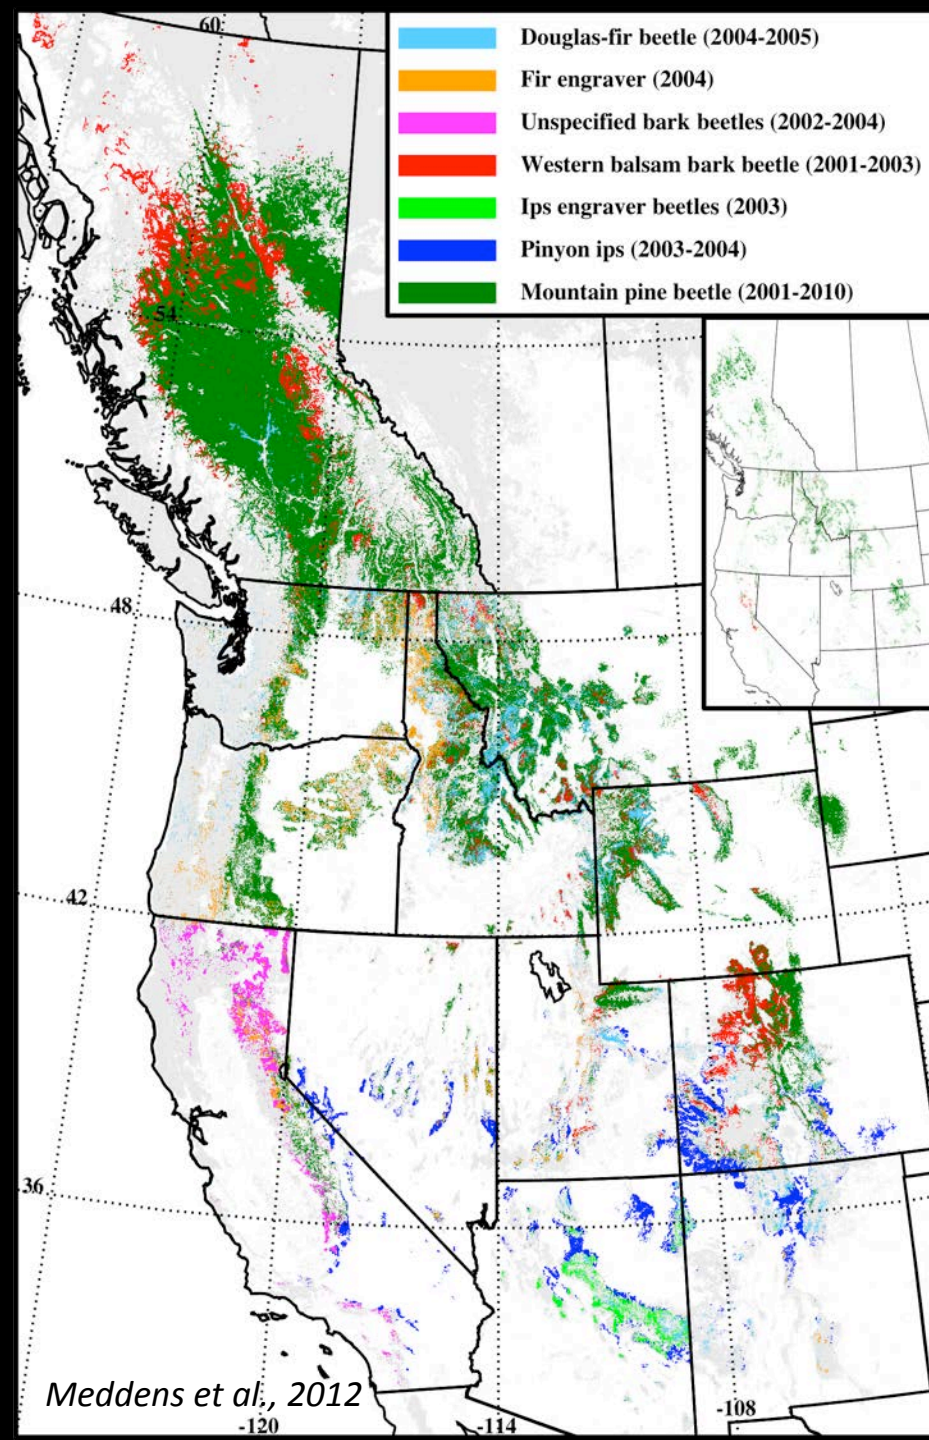 60
Douglas-fir beetle (2004-2005)
Fir engraver (2004)
Unspecified bark beetles (2002-2004)
Western balsam bark beetle (2001-2003)
Ips engraver beetles (2003)
Pinyon ips (2003-2004)
Mountain pine beetle (2001-2010)
54
48
42
36
Meddens et al., 2012
-120
-114
-108